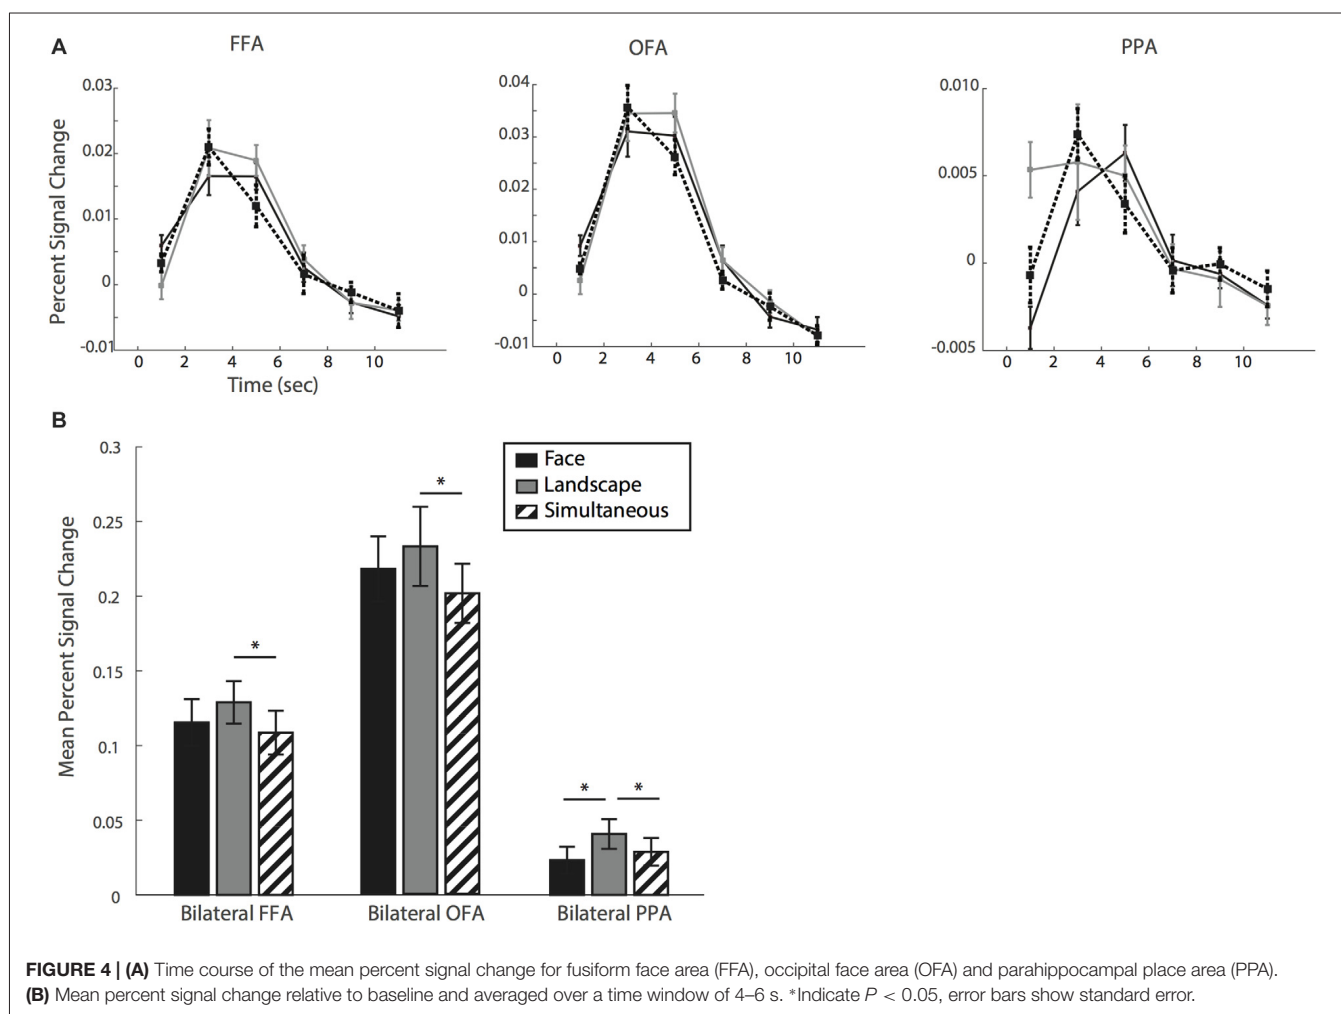 A
FFA
OFA
PPA
Percent Signal Change
0.03
0.02
0.01
0
-0.01
0 2 4 6 8 10
Time (sec)
0.04
0.03
0.02
0.01
0
-0.01
0 2 4 6 8 10
0.010
0.005
0
-0.005
0 2 4 6 8 10
B
Mean Percent Signal Change
0.3
0.25
0.2
0.15
0.1
0.05
0
Face
Landscape
Simultaneous
*
*
* *
Bilateral FFA Bilateral OFA Bilateral PPA
FIGURE 4 | (A) Time course of the mean percent signal change for fusiform face area (FFA), occipital face area (OFA) and parahippocampal place area (PPA).
(B) Mean percent signal change relative to baseline and averaged over a time window of 4–6 s. *Indicate P < 0.05, error bars show standard error.